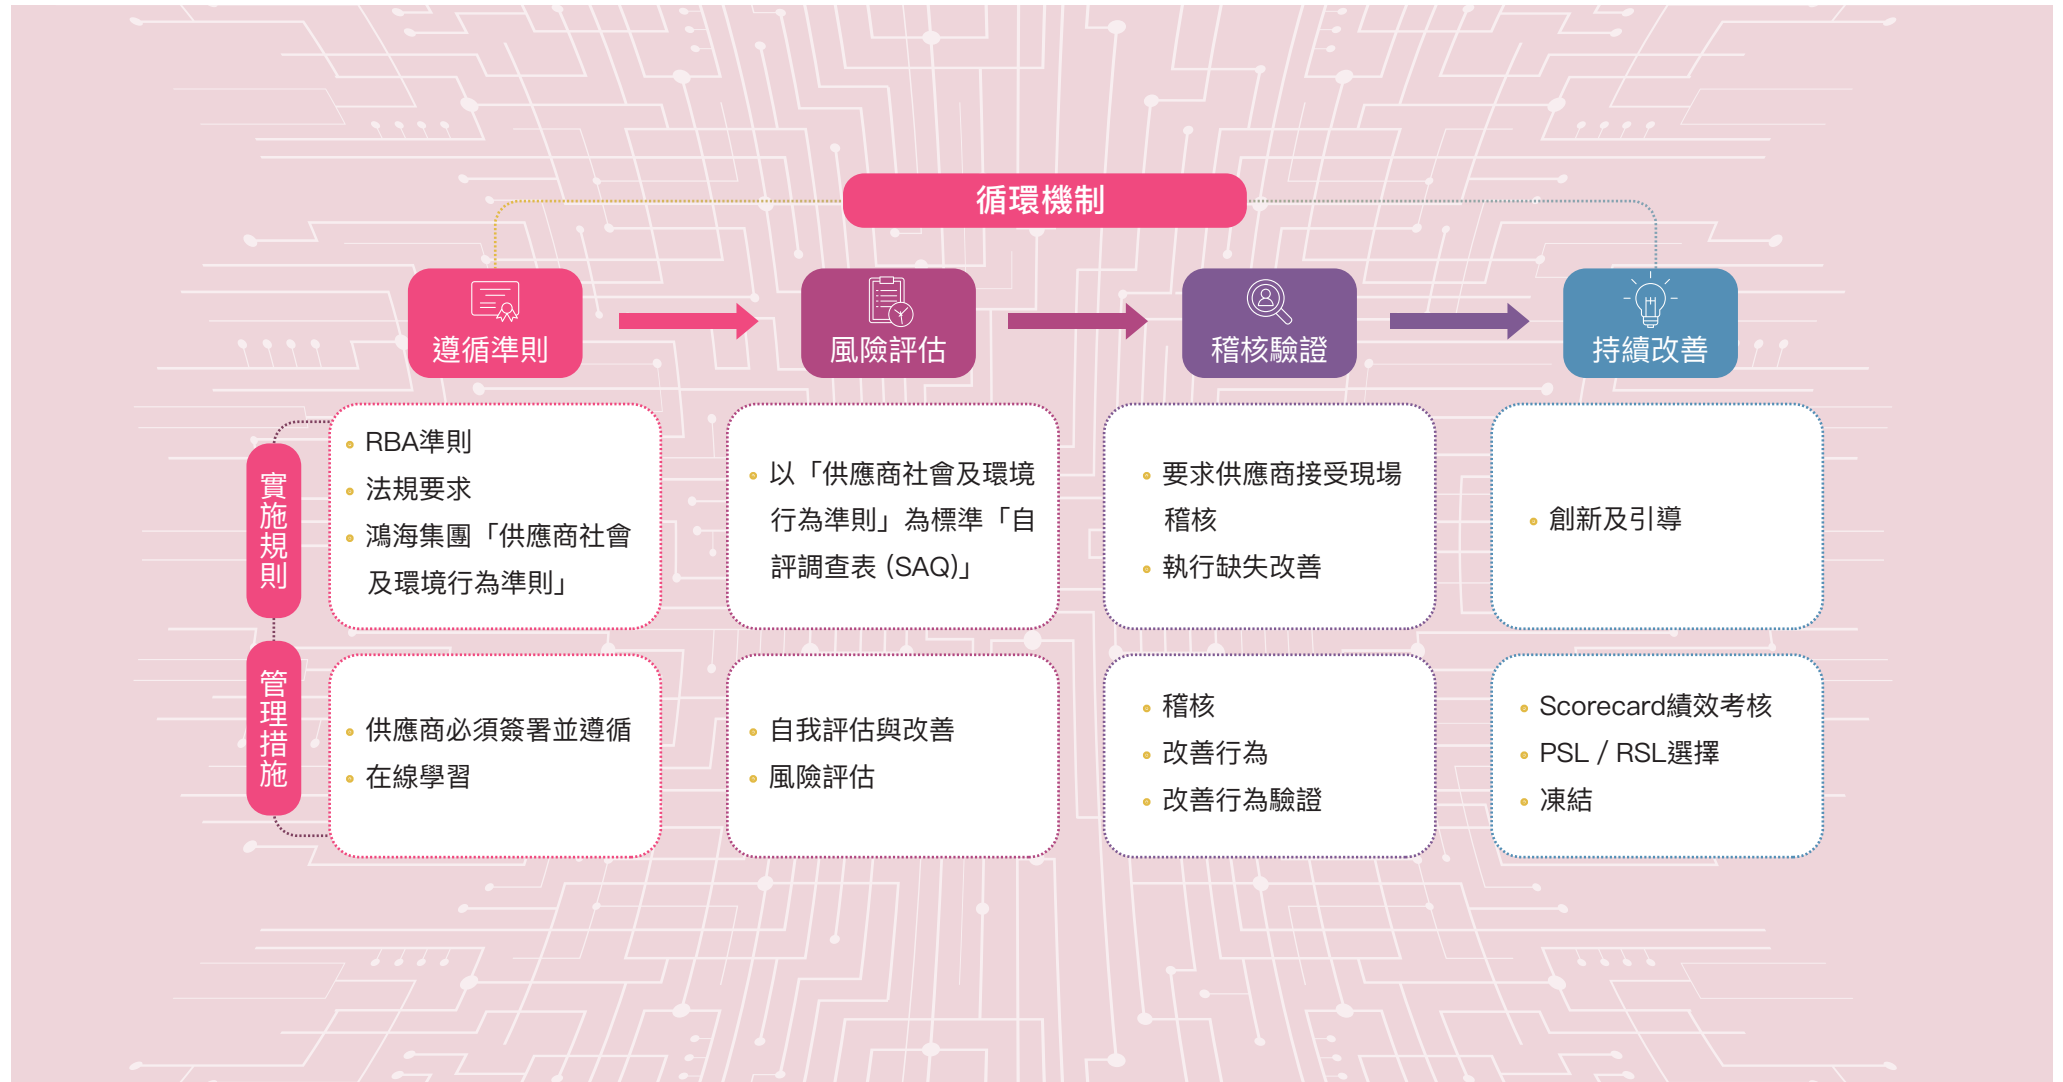 循環機制
遵循準則
風險評估
稽核驗證
持續改善
實施規則
RBA準則
法規要求
鴻海集團「供應商社會
及環境行為準則」
以「供應商社會及環境
行為準則」為標準「自
評調查表 (SAQ)」
要求供應商接受現場
稽核
執行缺失改善
創新及引導
管理措施
供應商必須簽署並遵循
在線學習
自我評估與改善
風險評估
稽核
改善行為
改善行為驗證
Scorecard績效考核
PSL / RSL選擇
凍結